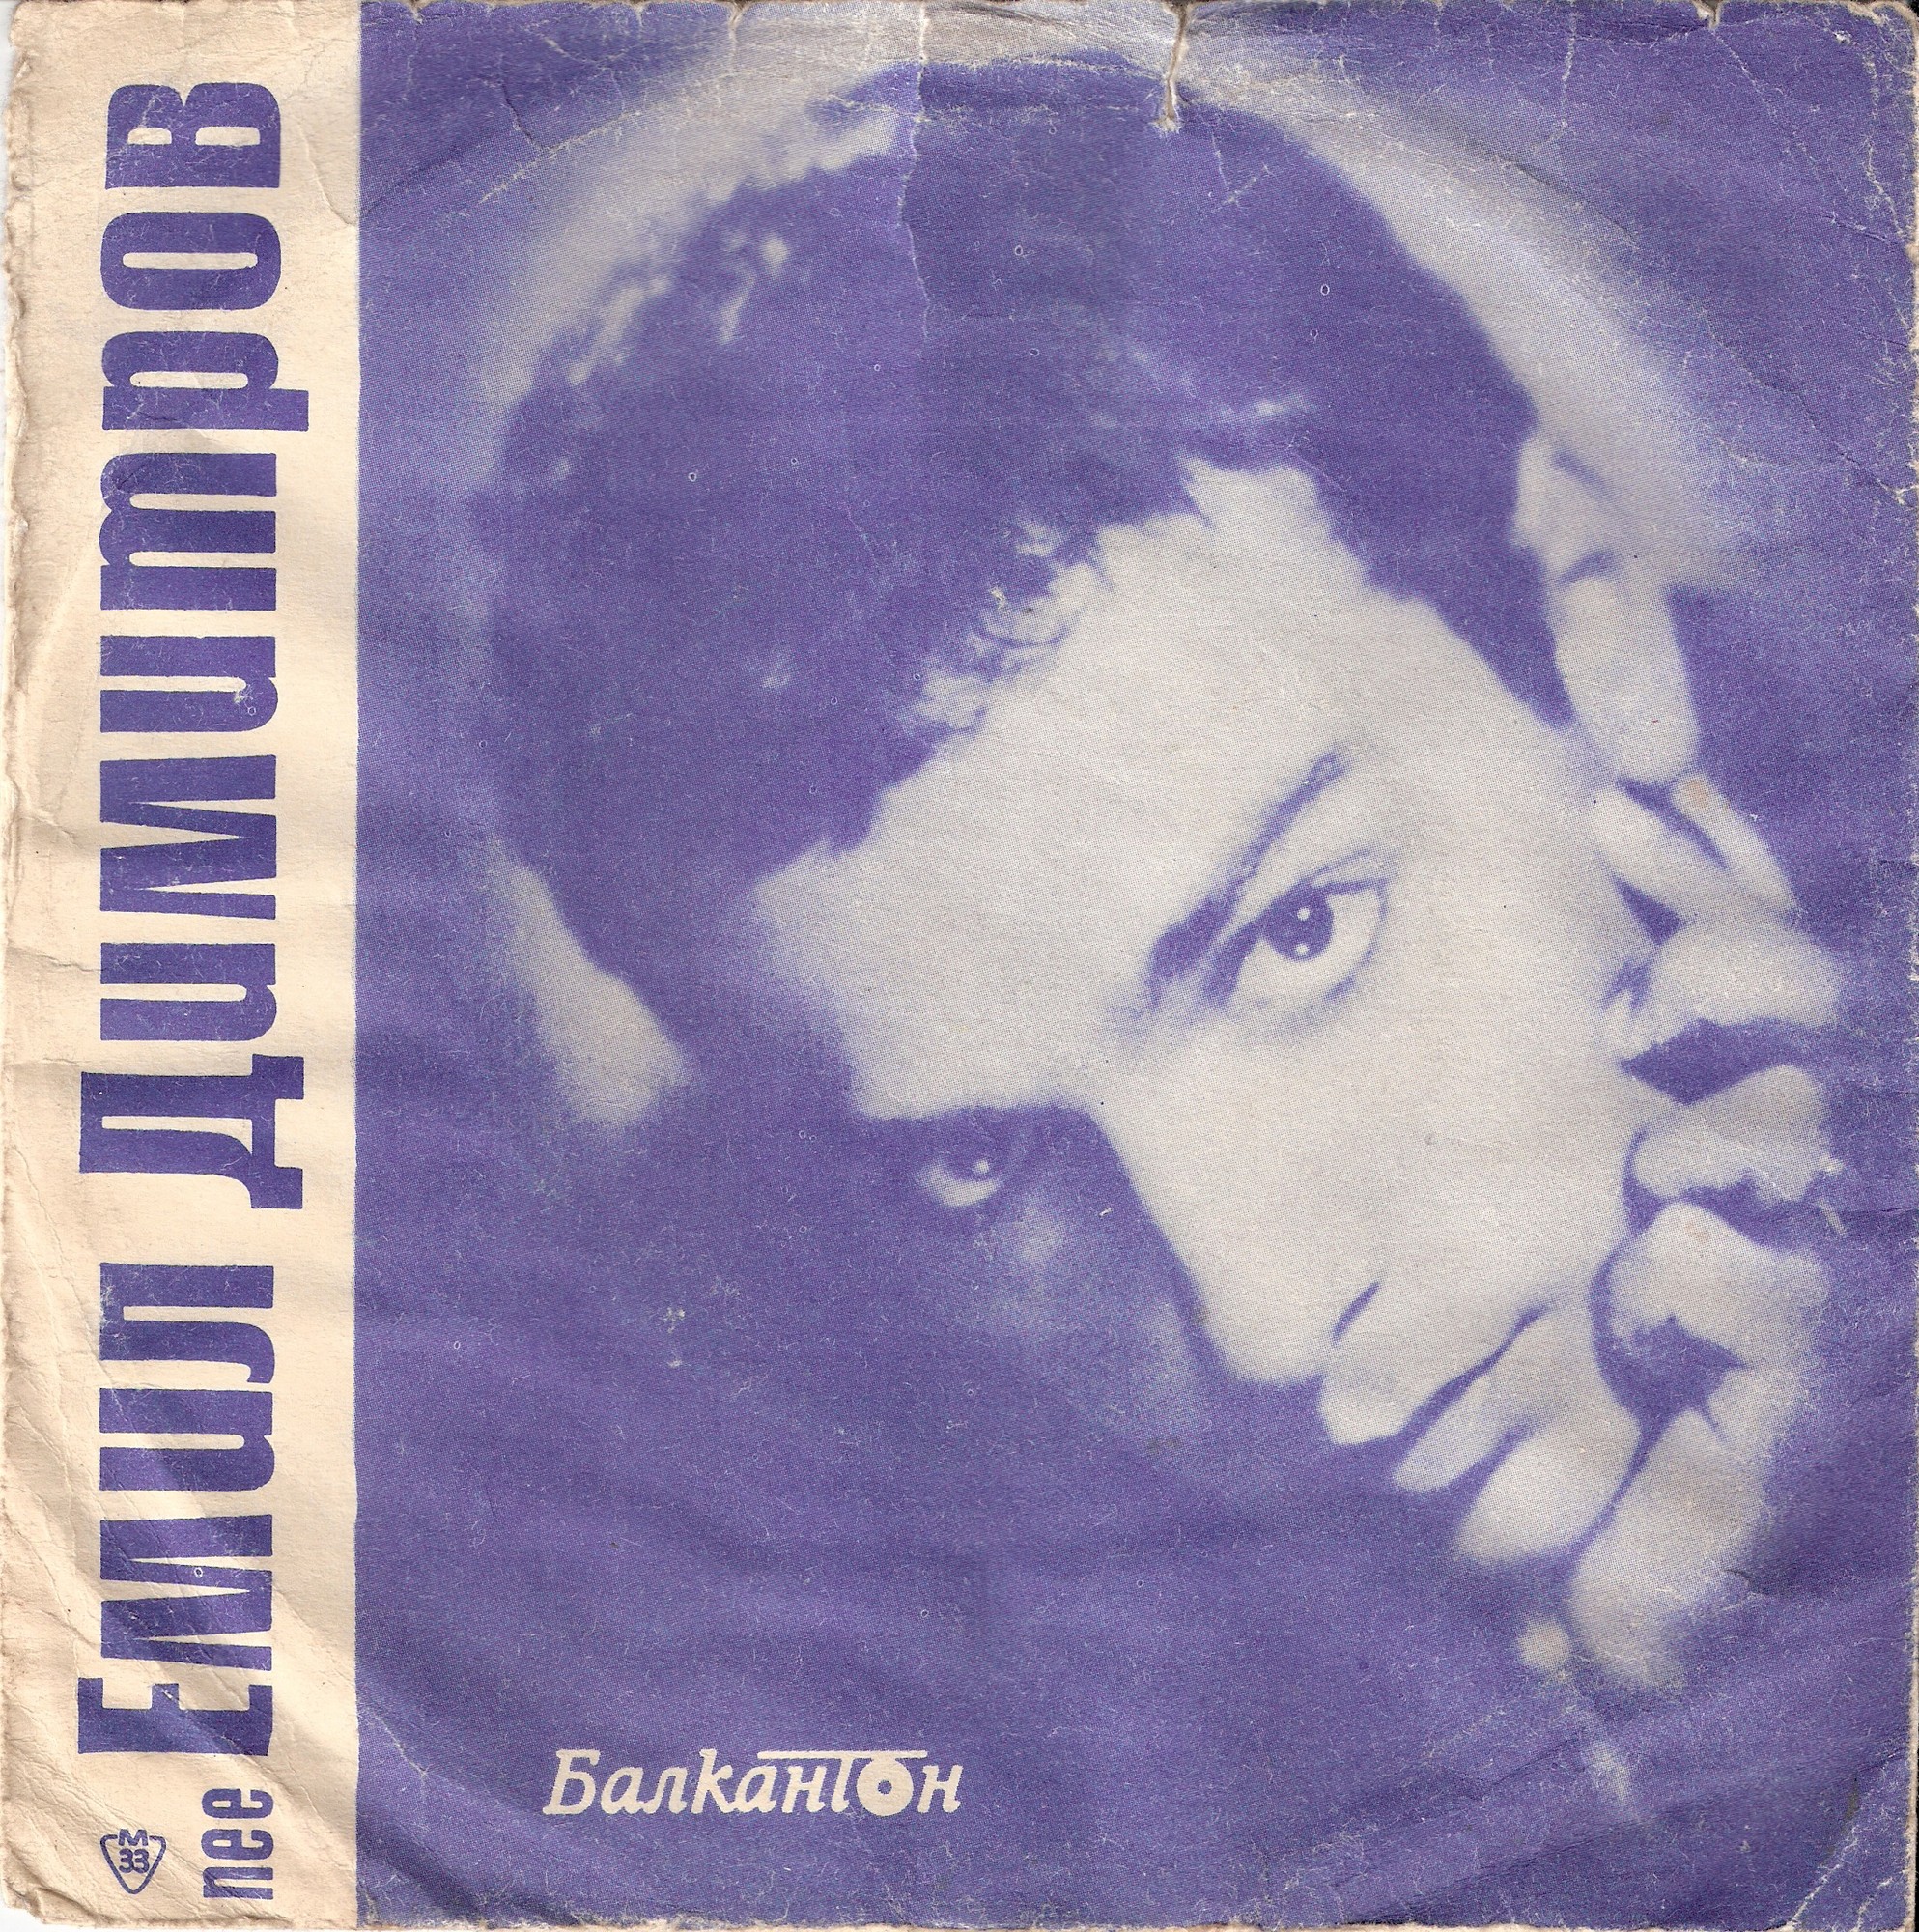 пее ЕМИЛ ДИМИТРОВ
М
33
Балкантон